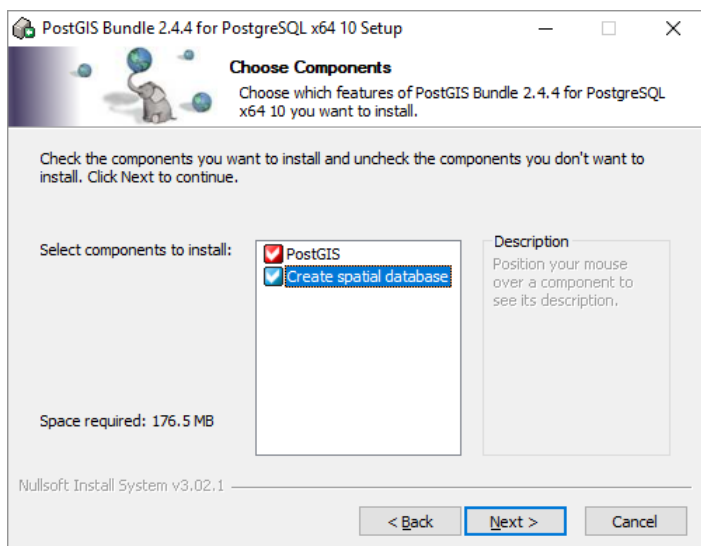 PostGIS Bundle 2.4.4 for PostgreSQL x64 10 Setup
Choose Components
Choose which features of PostGIS Bundle 2.4.4 for PostgreSQL
x64 10 you want to install.
Check the components you want to install and uncheck the components you don't want to
install. Click Next to continue.
Select components to install:
PostGIS
Create spatial database
Description
Position your mouse
over a component to
see its description.
Space required: 176.5 MB
Nullsoft Install System v3.02.1
< Back
Next >
Cancel